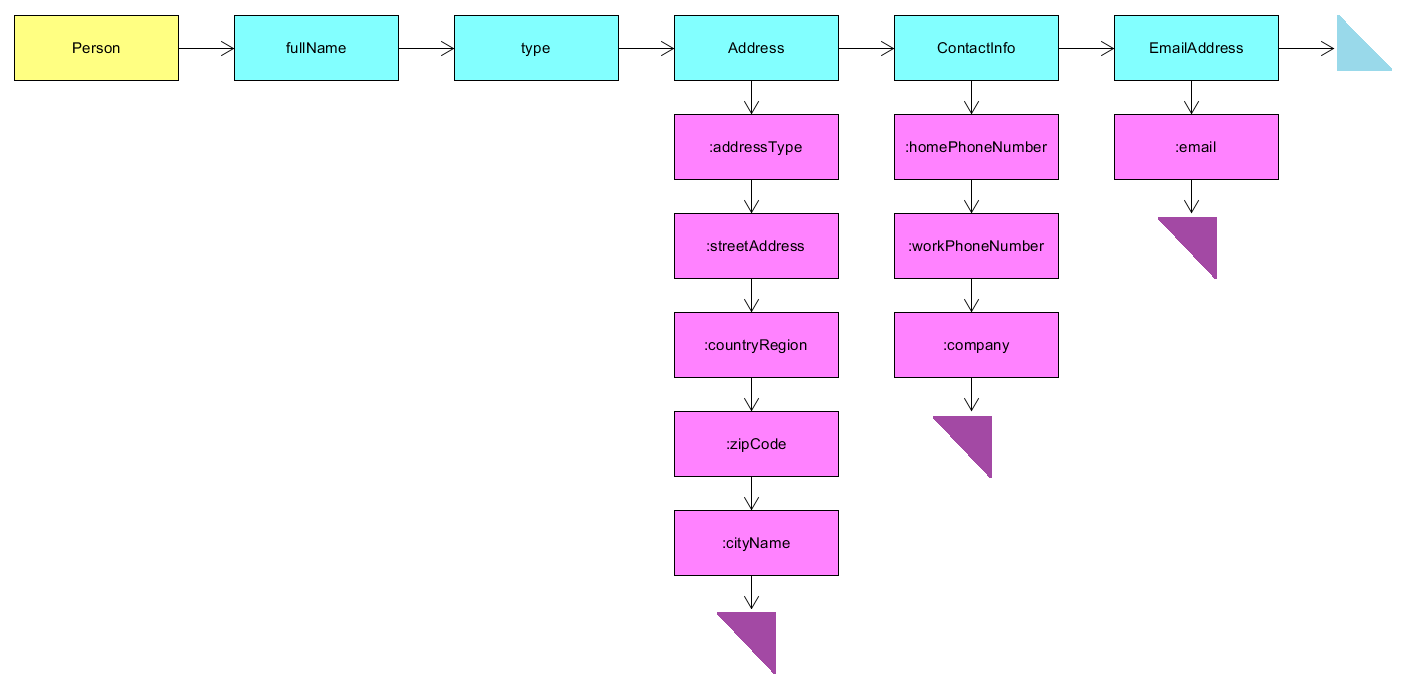 Person
fullName
type
Address
ContactInfo
EmailAddress
:addressType
:homePhoneNumber
:email
:streetAddress
:workPhoneNumber
:countryRegion
:company
:zipCode
:cityName